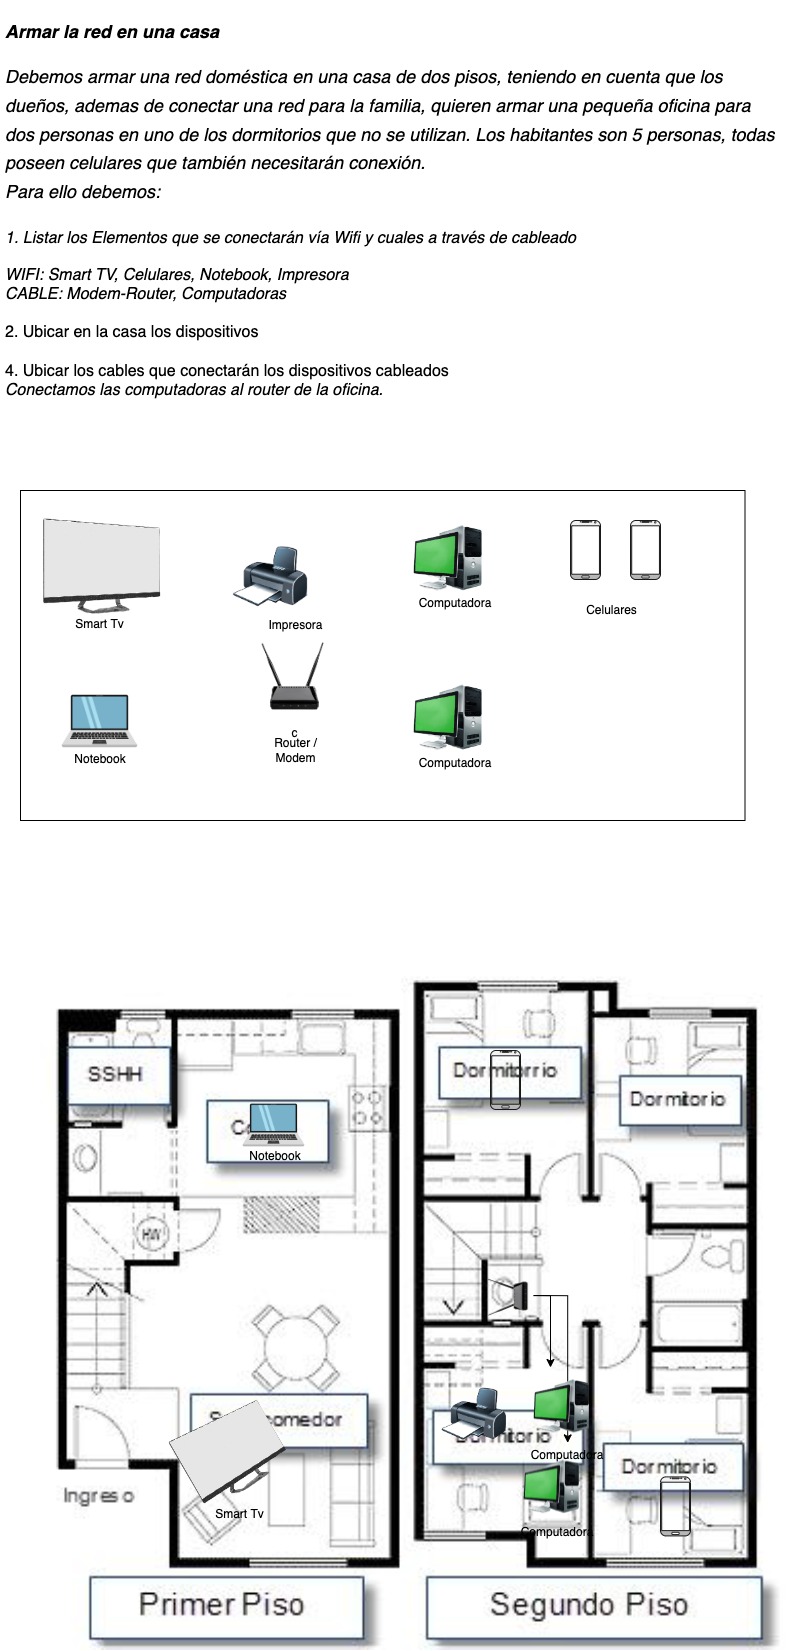 Armar la red en una casa
Debemos armar una red doméstica en una casa de dos pisos, teniendo en cuenta que los
dueños, ademas de conectar una red para la familia, quieren armar una pequeña oficina para
dos personas en uno de los dormitorios que no se utilizan. Los habitantes son 5 personas, todas
poseen celulares que también necesitarán conexión.
Para ello debemos:
1. Listar los Elementos que se conectarán vía Wifi y cuales a través de cableado
WIFI: Smart TV, Celulares, Notebook, Impresora
CABLE: Modem-Router, Computadoras
2. Ubicar en la casa los dispositivos
4. Ubicar los cables que conectarán los dispositivos cableados
Conectamos las computadoras al router de la oficina.
Smart Tv
Impresora
Computadora
Celulares
Notebook
c
Router /
Modem
Computadora
SSHH
Notebook
HW
comedor
Smart Tv
Ingreso
Primer Piso
Dormitorrio
Dormitorio
Dormitorio
Computadora
Computadora
Dormitorio
Segundo Piso